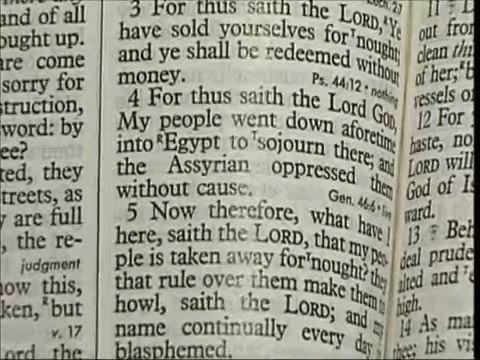 and of all
ought up.
are come
sorry for
struction,
word: by
ee?
ted, they
treets, as
y are full
, the re-
judgment
now this,
ken, R but
v. 17
ord the
3 For thus saith the LORD, R Ye
have sold yourselves for T nought;
and ye shall be redeemed without
money.
Ps. 44:12 • nothing
4 For thus saith the Lord GOD,
My people went down aforetime
into R Egypt to T sojourn there; and
the Assyrian oppressed them
without cause.
Gen. 46:6 • live
5 Now therefore, what have I
here, saith the LORD, that my peo-
ple is taken away for T nought? they
that rule over them make them to
howl, saith the LORD; and my
name continually every day
blasphemed.
out from
clean thi
of her; R b
vessels o
12 For
haste, no
LORD will
God of Is
ward.
13 Beh
deal prude
alted and
high.
14 As ma
thee; his vis